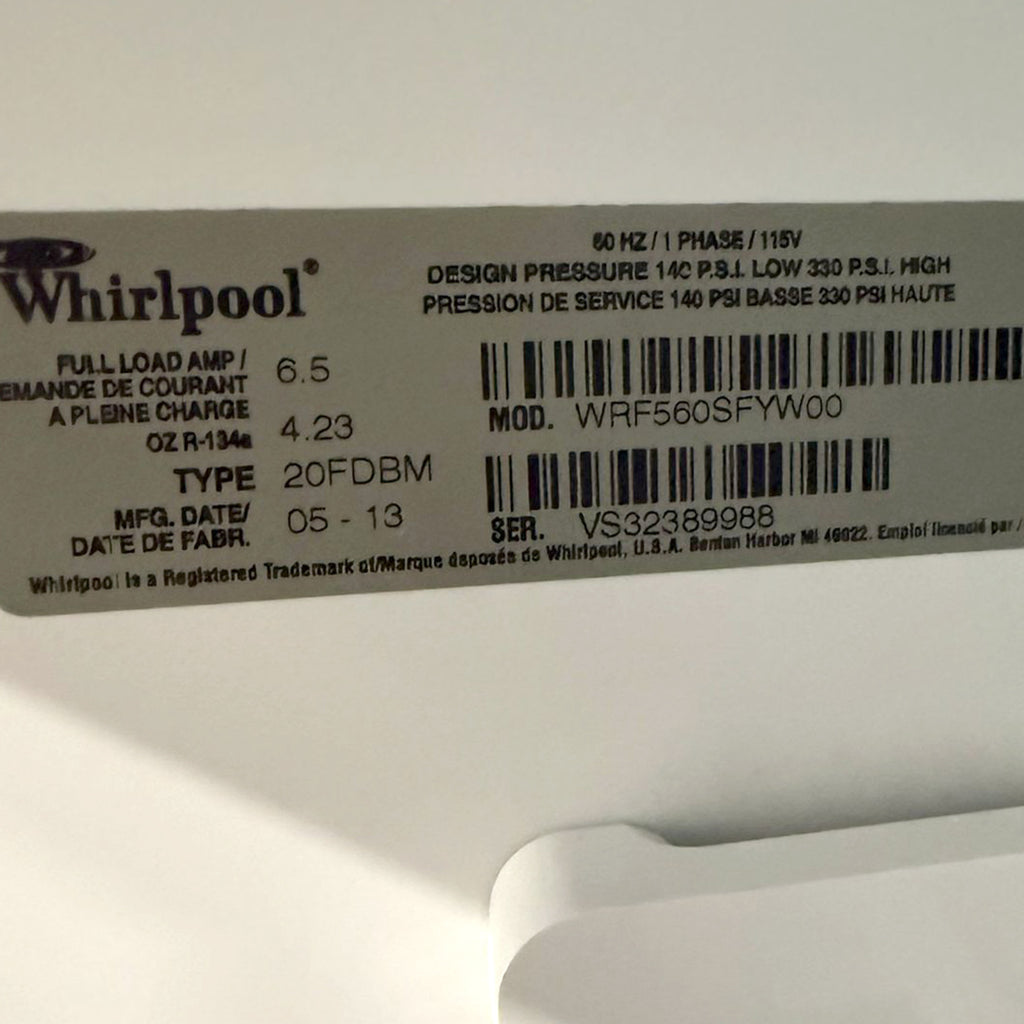 Whirlpool®
60 HZ / 1 PHASE / 115V
DESIGN PRESSURE 140 P.S.I. LOW 330 P.S.I. HIGH
PRESSION DE SERVICE 140 PSI BASSE 330 PSI HAUTE
FULL LOAD AMP /
EMANDE DE COURANT
A PLEINE CHARGE 6.5
OZ R-134a 4.23
TYPE 20FDBM
MFG. DATE/
DATE DE FABR. 05 - 13
MOD. WRF560SFYW00
SER. VS32389988
Whirlpool is a Registered Trademark of/Marque déposée de Whirlpool, U.S.A. Benton Harbor MI 49022. Emploi licencié par /